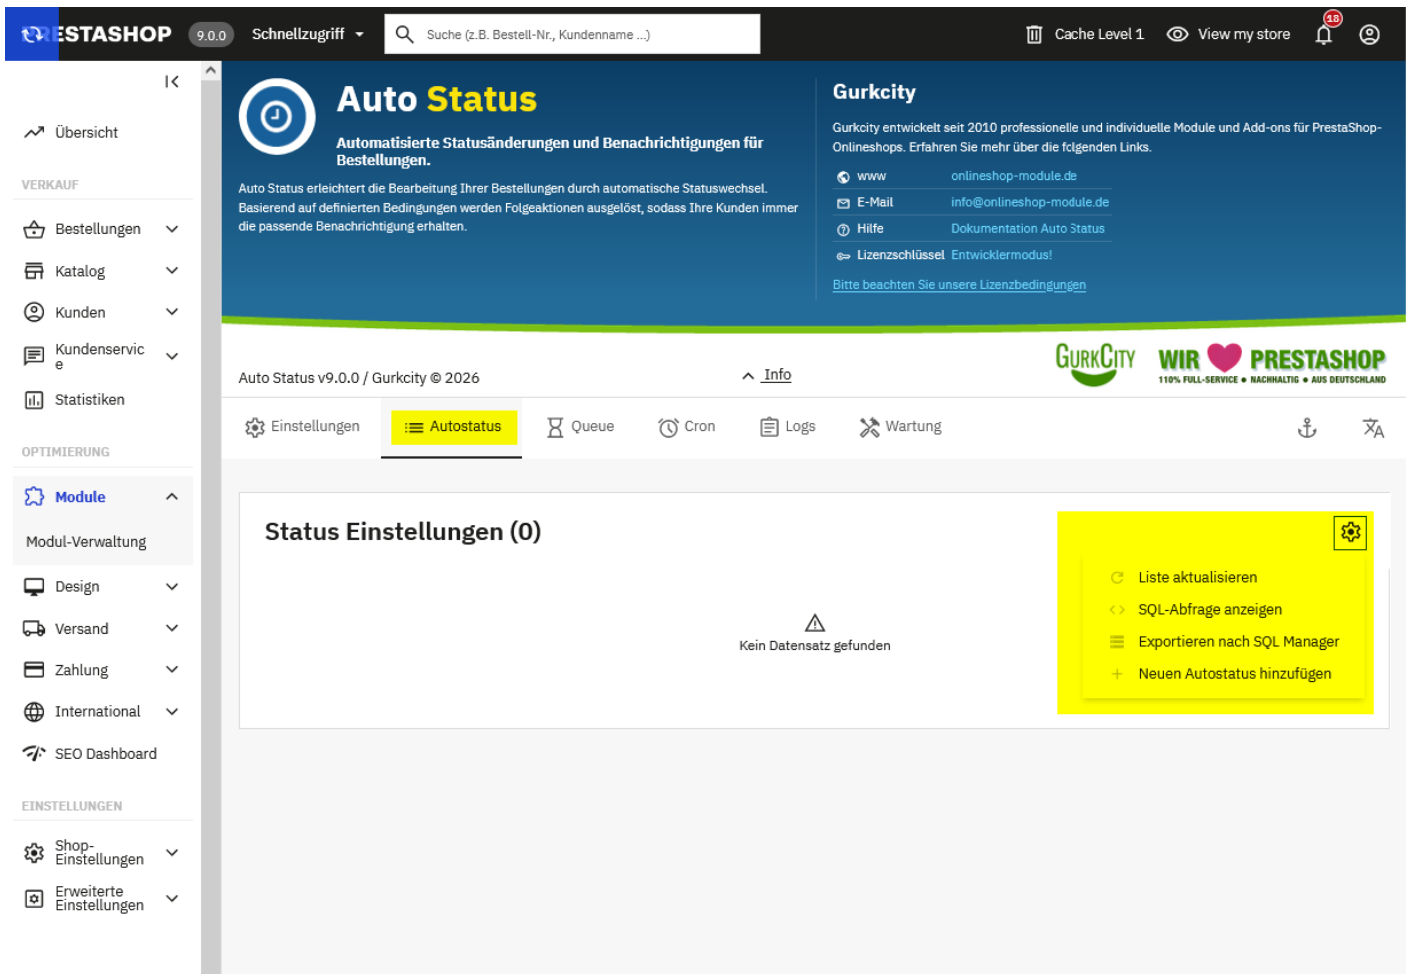 PRESTASHOP 9.0.0 Schnellzugriff Suche (z.B. Bestell-Nr., Kundenname ...) Cache Level 1 View my store 18
Übersicht
VERKAUF
Bestellungen
Katalog
Kunden
Kundenservic
e
Statistiken
OPTIMIERUNG
Module
Modul-Verwaltung
Design
Versand
Zahlung
International
SEO Dashboard
EINSTELLUNGEN
Shop-
Einstellungen
Erweiterte
Einstellungen
Auto Status
Automatisierte Statusänderungen und Benachrichtigungen für
Bestellungen.
Auto Status erleichtert die Bearbeitung Ihrer Bestellungen durch automatische Statuswechsel.
Basierend auf definierten Bedingungen werden Folgeaktionen ausgelöst, sodass Ihre Kunden immer
die passende Benachrichtigung erhalten.
Gurkcity
Gurkcity entwickelt seit 2010 professionelle und individuelle Module und Add-ons für PrestaShop-
Onlineshops. Erfahren Sie mehr über die folgenden Links.
www onlineshop-module.de
E-Mail info@onlineshop-module.de
Hilfe Dokumentation Auto Status
Lizenzschlüssel Entwicklermodus!
Bitte beachten Sie unsere Lizenzbedingungen
Auto Status v9.0.0 / Gurkcity © 2026
Info
GURKCITY
WIR PRESTASHOP
110% FULL-SERVICE • NACHHALTIG • AUS DEUTSCHLAND
Einstellungen Autostatus Queue Cron Logs Wartung
Status Einstellungen (0)
Kein Datensatz gefunden
Liste aktualisieren
SQL-Abfrage anzeigen
Exportieren nach SQL Manager
Neuen Autostatus hinzufügen